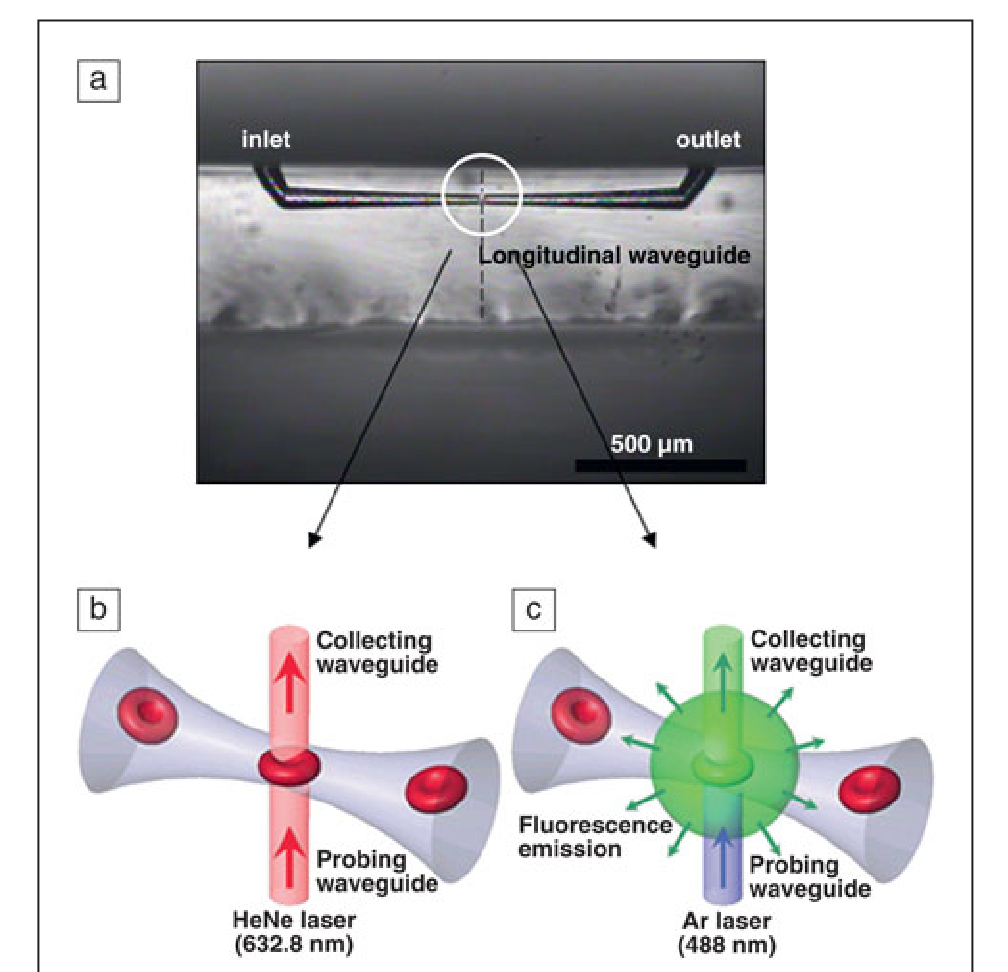 a
inlet
outlet
Longitudinal waveguide
500 µm
b
Collecting
waveguide
Probing
waveguide
HeNe laser
(632.8 nm)
c
Collecting
waveguide
Fluorescence
emission
Probing
waveguide
Ar laser
(488 nm)